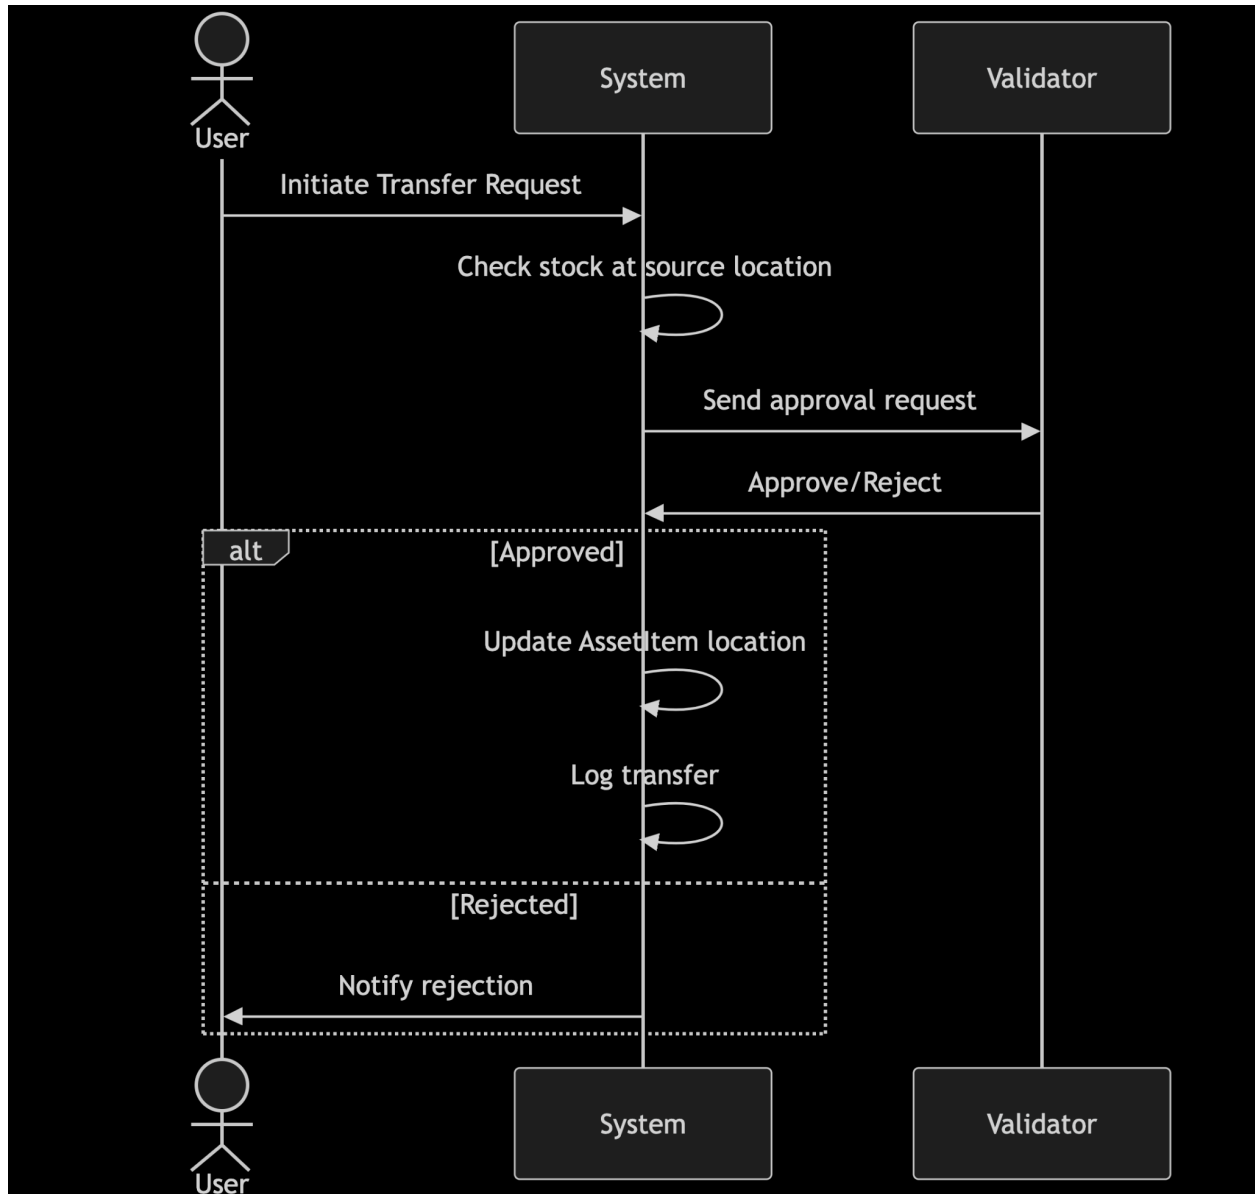 User
System
Validator
Initiate Transfer Request
Check stock at source location
Send approval request
Approve/Reject
alt
[Approved]
Update AssetItem location
Log transfer
[Rejected]
Notify rejection
User
System
Validator